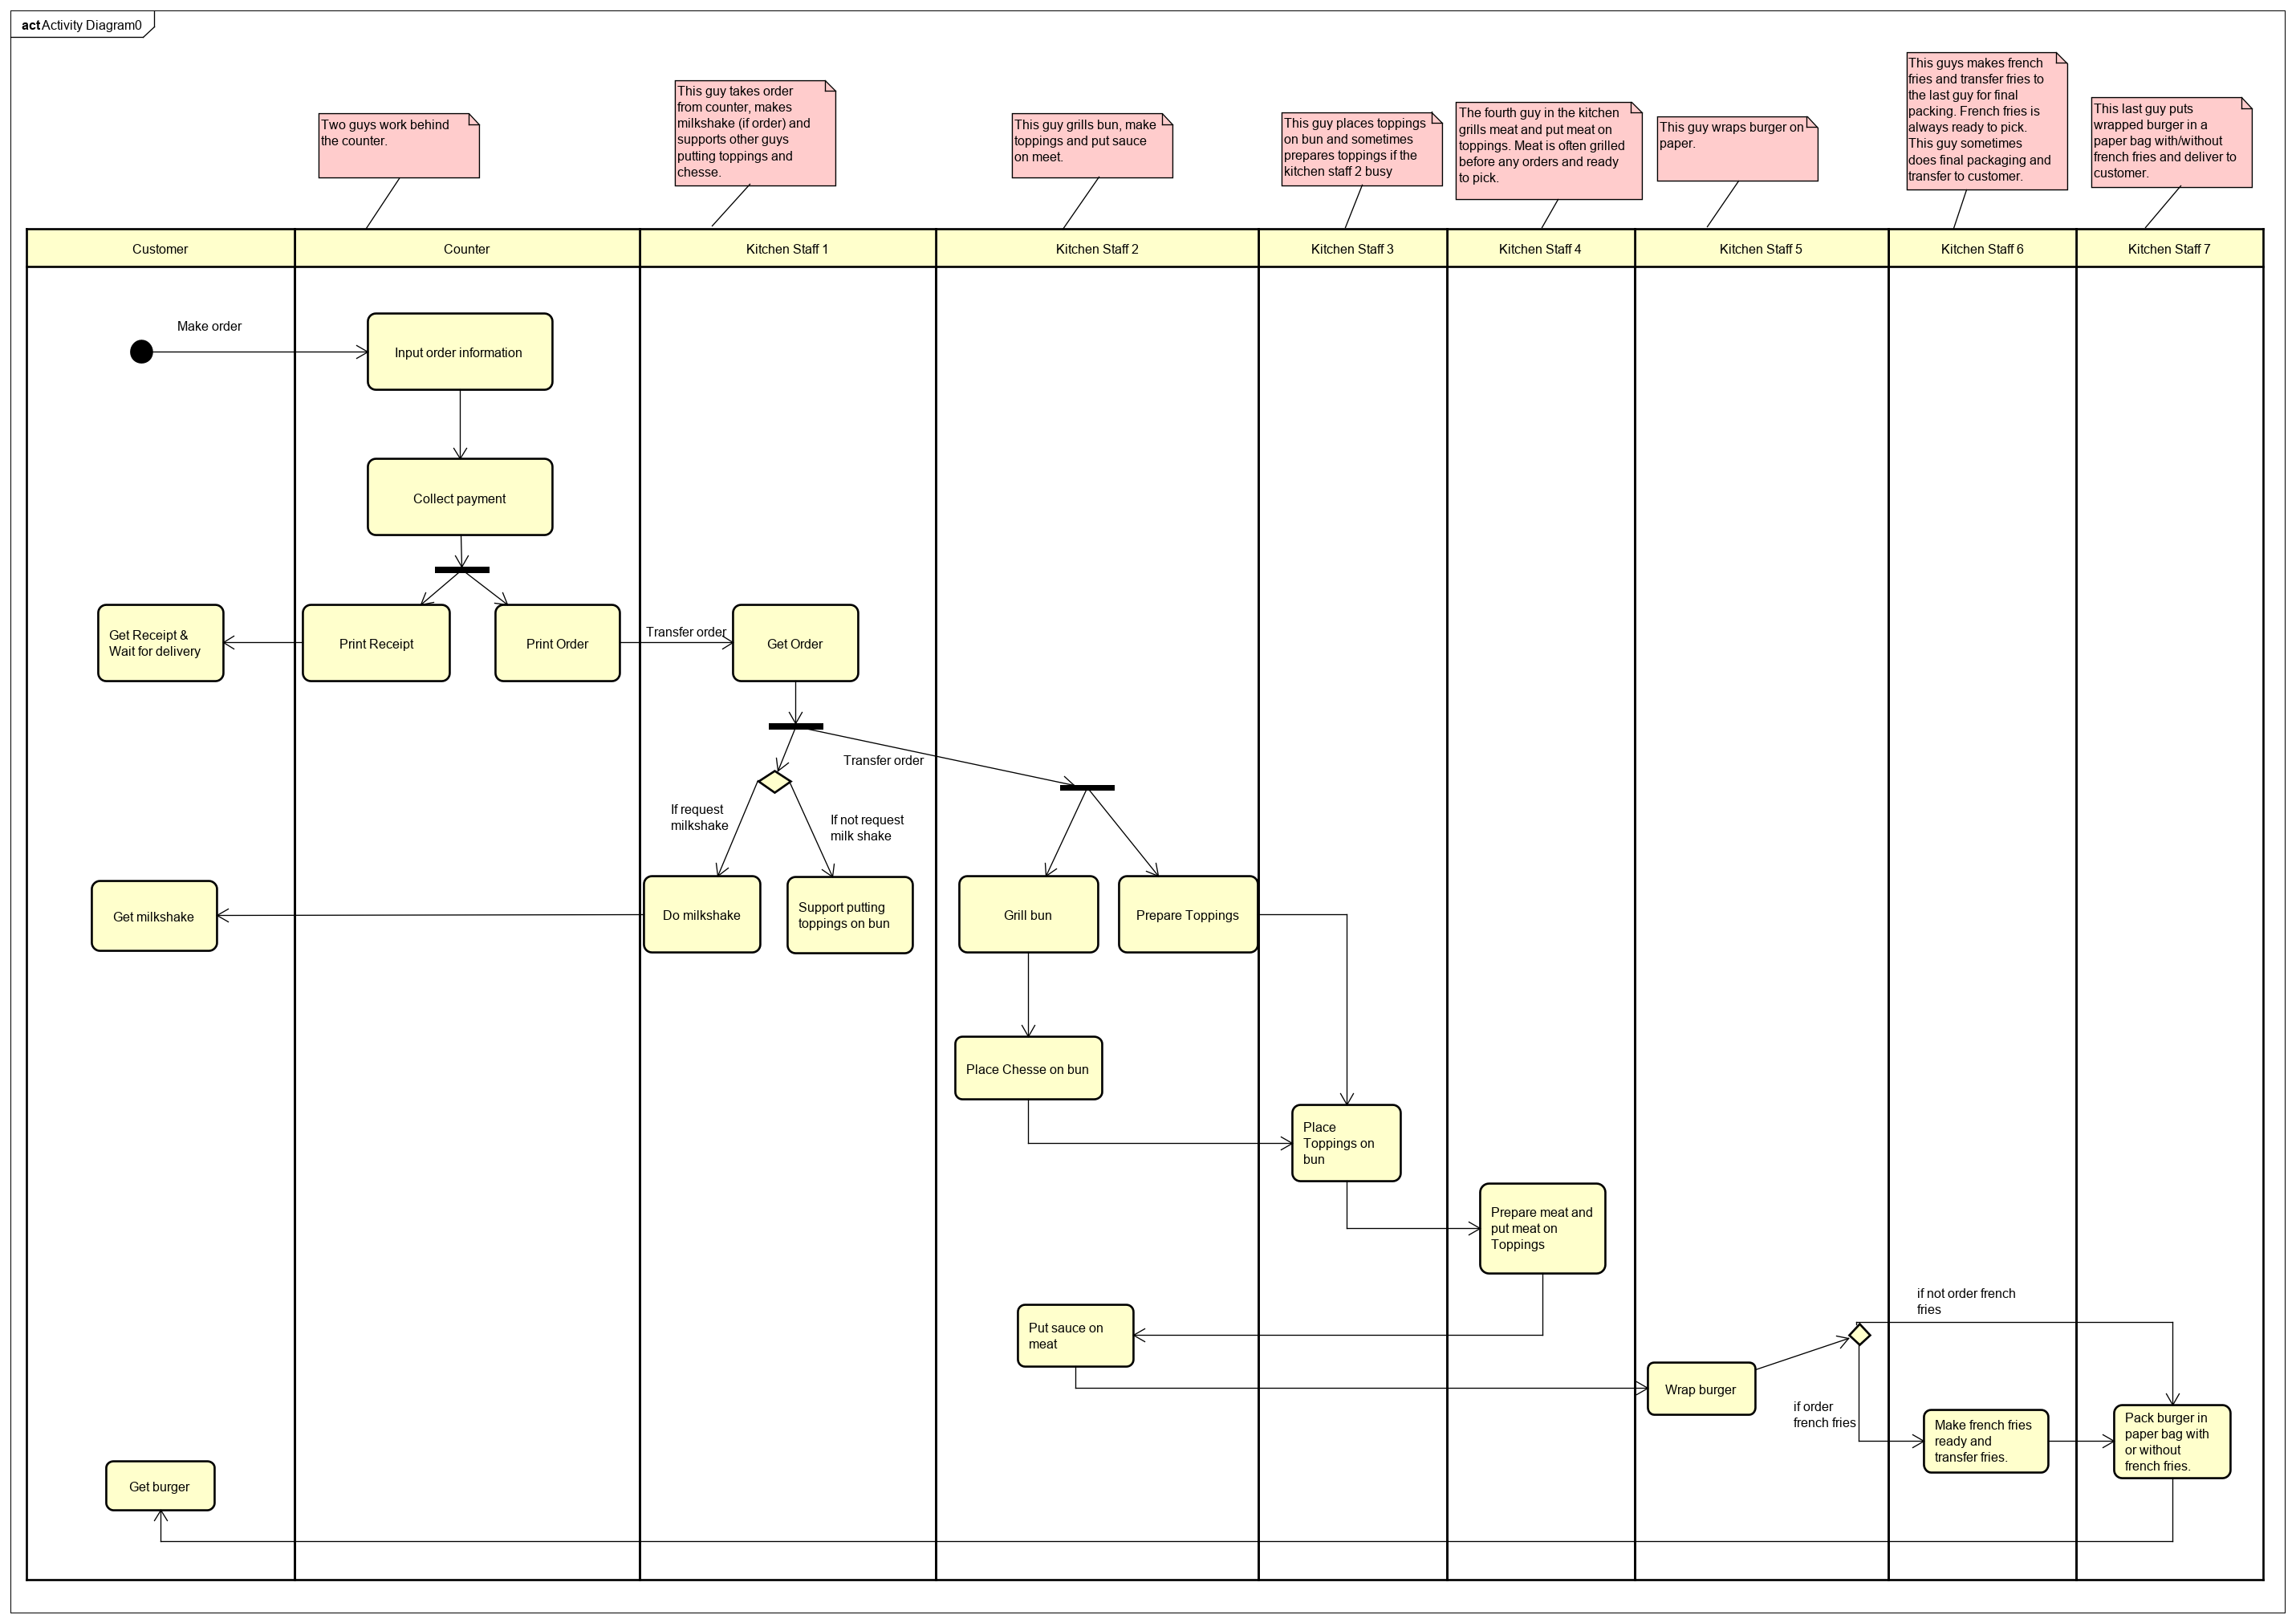 act Activity Diagram0
Two guys work behind
the counter.
This guy takes order
from counter, makes
milkshake (if order) and
supports other guys
putting toppings and
chesse.
This guy grills bun, make
toppings and put sauce
on meet.
This guy places toppings
on bun and sometimes
prepares toppings if the
kitchen staff 2 busy
The fourth guy in the kitchen
grills meat and put meat on
toppings. Meat is often grilled
before any orders and ready
to pick.
This guy wraps burger on
paper.
This guys makes french
fries and transfer fries to
the last guy for final
packing. French fries is
always ready to pick.
This guy sometimes
does final packaging and
transfer to customer.
This last guy puts
wrapped burger in a
paper bag with/without
french fries and deliver to
customer.
Customer
Counter
Kitchen Staff 1
Kitchen Staff 2
Kitchen Staff 3
Kitchen Staff 4
Kitchen Staff 5
Kitchen Staff 6
Kitchen Staff 7
Make order
Input order information
Collect payment
Get Receipt &
Wait for delivery
Print Receipt
Print Order
Transfer order
Get Order
Transfer order
If request
milkshake
If not request
milk shake
Get milkshake
Do milkshake
Support putting
toppings on bun
Grill bun
Prepare Toppings
Place Chesse on bun
Place
Toppings on
bun
Prepare meat and
put meat on
Toppings
Put sauce on
meat
Wrap burger
if not order french
fries
if order
french fries
Make french fries
ready and
transfer fries.
Pack burger in
paper bag with
or without
french fries.
Get burger